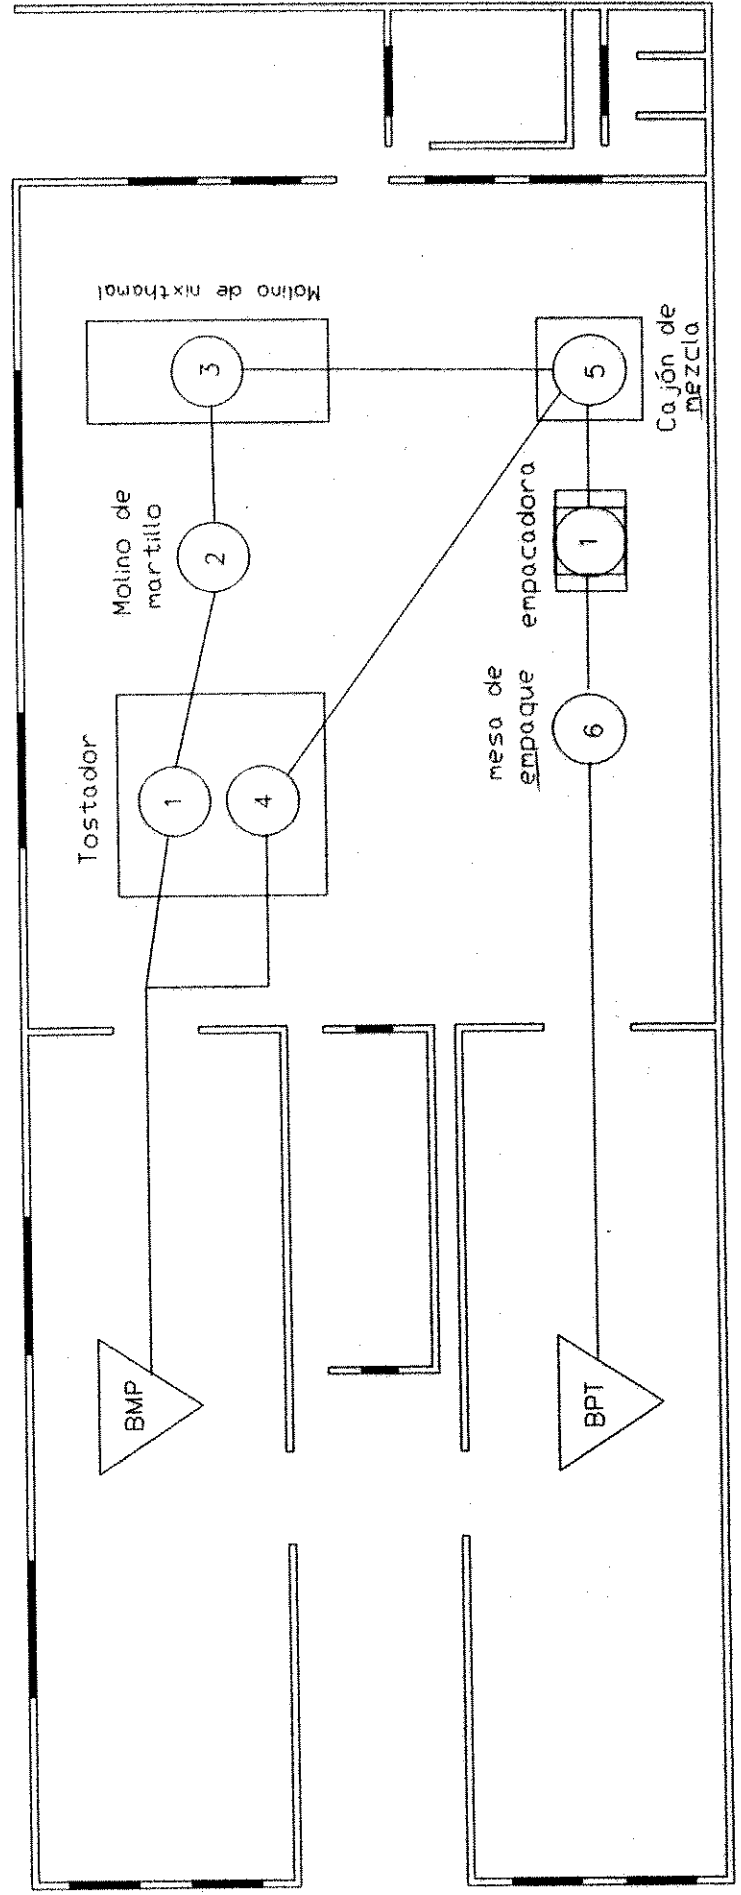 BMP
Tostador
1
4
Molino de
martillo
2
Molino de nixthamal
3
BPT
mesa de
empaque
6
empacadora
1
5
Cajón de
mezcla